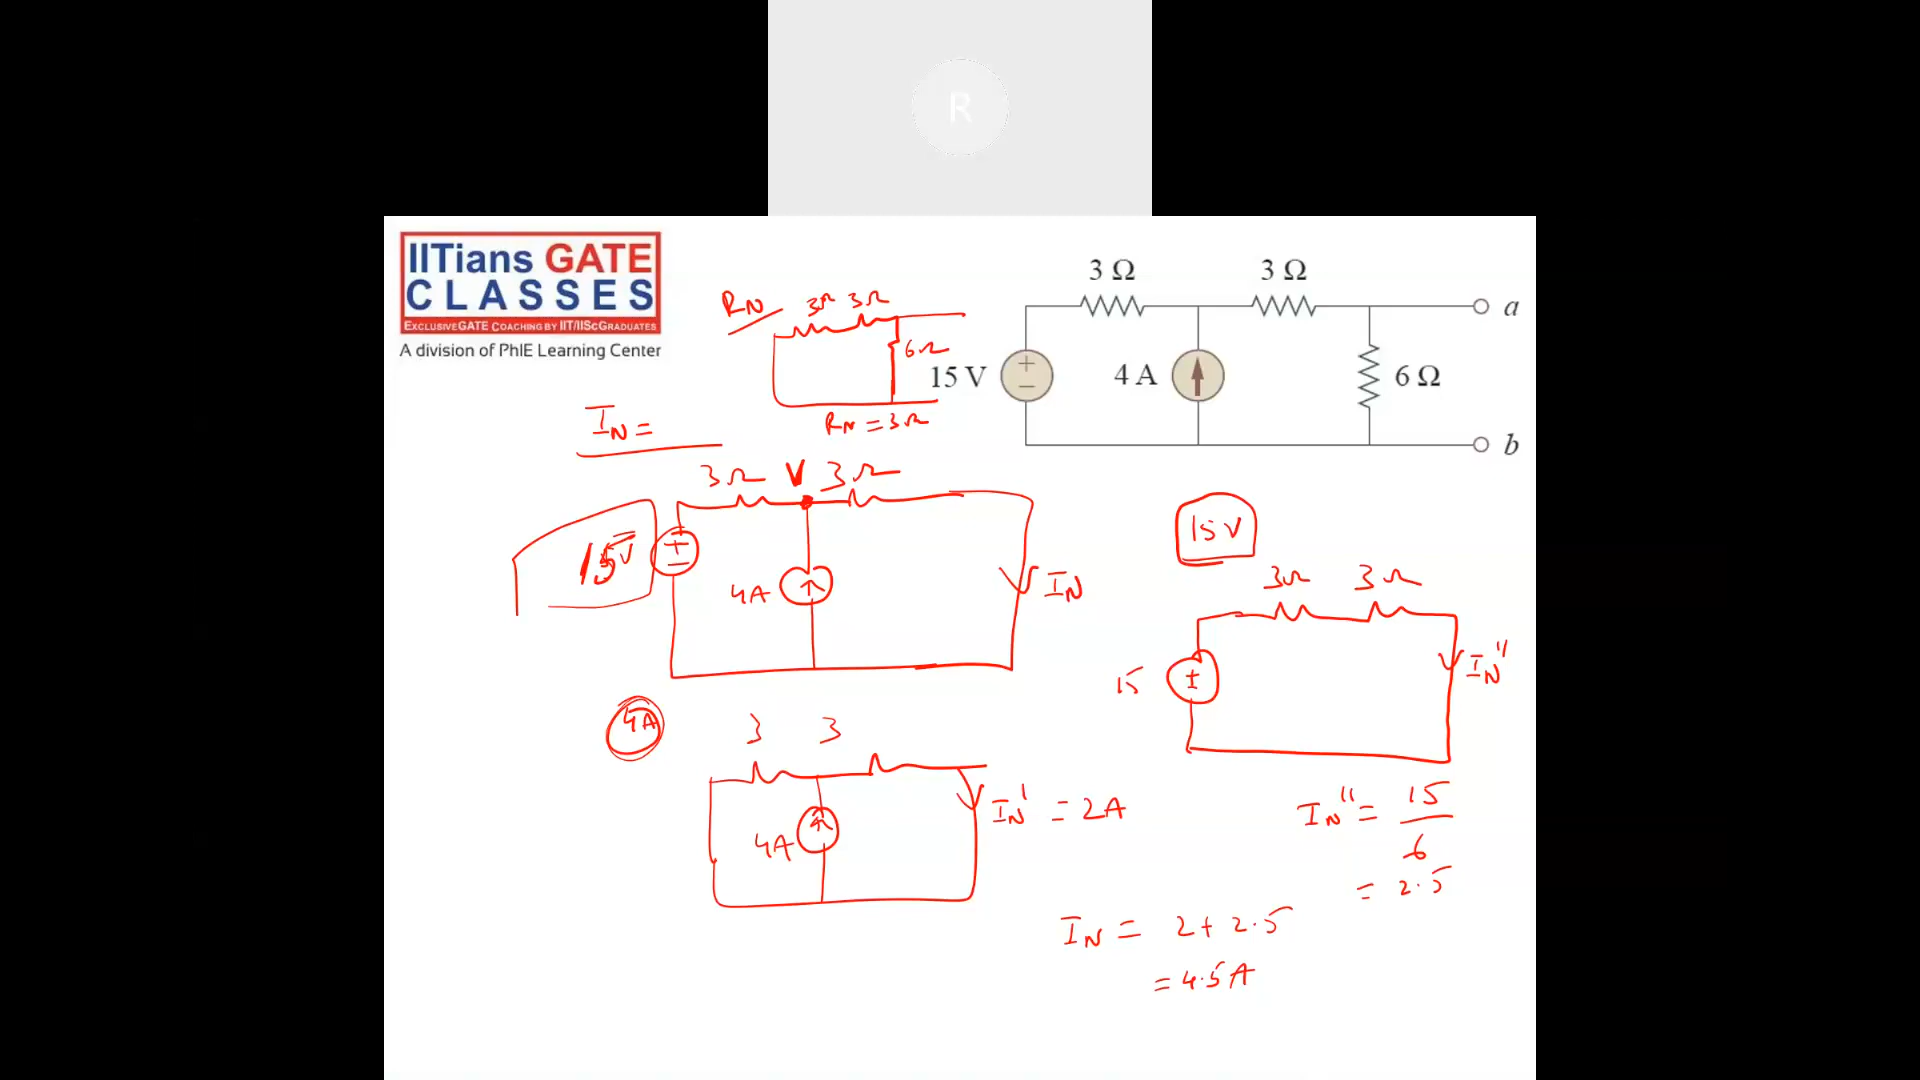 R
IITians GATE
CLASSES
EXCLUSIVE GATE COACHING BY IIT/IISc GRADUATES
A division of PhIE Learning Center
RN 3Ω 3Ω
6Ω
RN = 3Ω
3 Ω 3 Ω
15 V
+
−
4 A
6 Ω
a
b
IN =
3Ω V 3Ω
15V
+
−
4A
IN
15V
3Ω 3Ω
15
±
IN''
4A
3 3
4A
IN' = 2A
IN'' = 15
6
= 2.5
IN = 2 + 2.5
= 4.5A